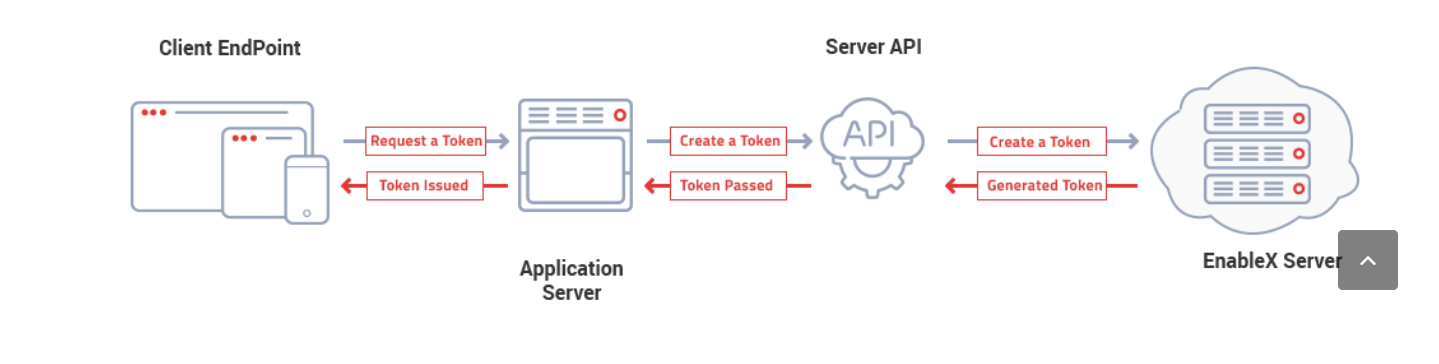 Client EndPoint
Server API
Request a Token
Create a Token
API
Create a Token
Token Issued
Token Passed
Generated Token
EnableX Server
Application
Server